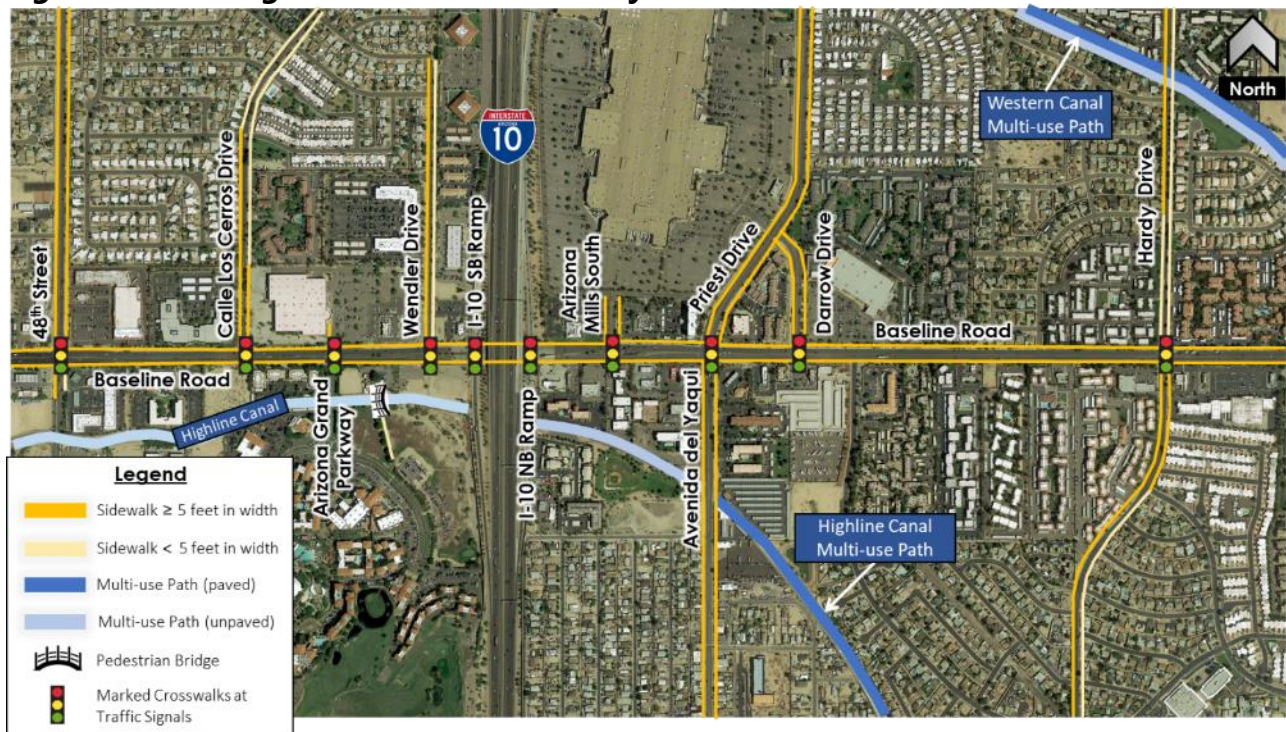 North
Western Canal
Multi-use Path
INTERSTATE
10
48th Street
Calle Los Cerros Drive
Wendler Drive
I-10 SB Ramp
Arizona
Mills South
Priest Drive
Darrow Drive
Hardy Drive
Baseline Road
Baseline Road
Highline Canal
Arizona Grand
Parkway
I-10 NB Ramp
Avenida del Yaqui
Highline Canal
Multi-use Path
Legend
Sidewalk ≥ 5 feet in width
Sidewalk < 5 feet in width
Multi-use Path (paved)
Multi-use Path (unpaved)
Pedestrian Bridge
Marked Crosswalks at
Traffic Signals